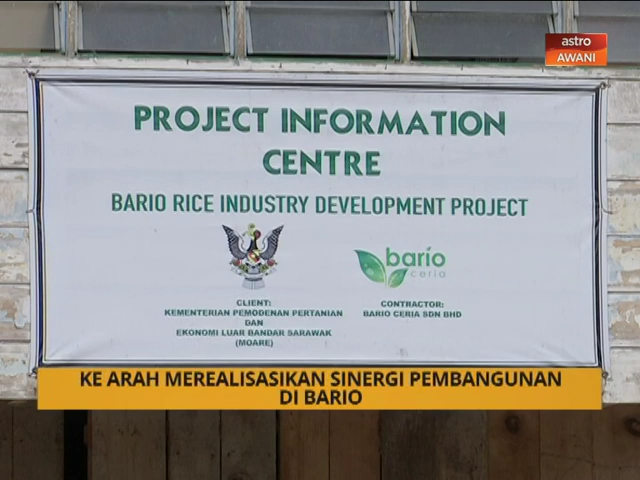 astro
AWANI
PROJECT INFORMATION
CENTRE
BARIO RICE INDUSTRY DEVELOPMENT PROJECT
bario
ceria
CLIENT:
KEMENTERIAN PEMODENAN PERTANIAN
DAN
EKONOMI LUAR BANDAR SARAWAK
(MOARE)
CONTRACTOR:
BARIO CERIA SDN BHD
KE ARAH MEREALISASIKAN SINERGI PEMBANGUNAN
DI BARIO